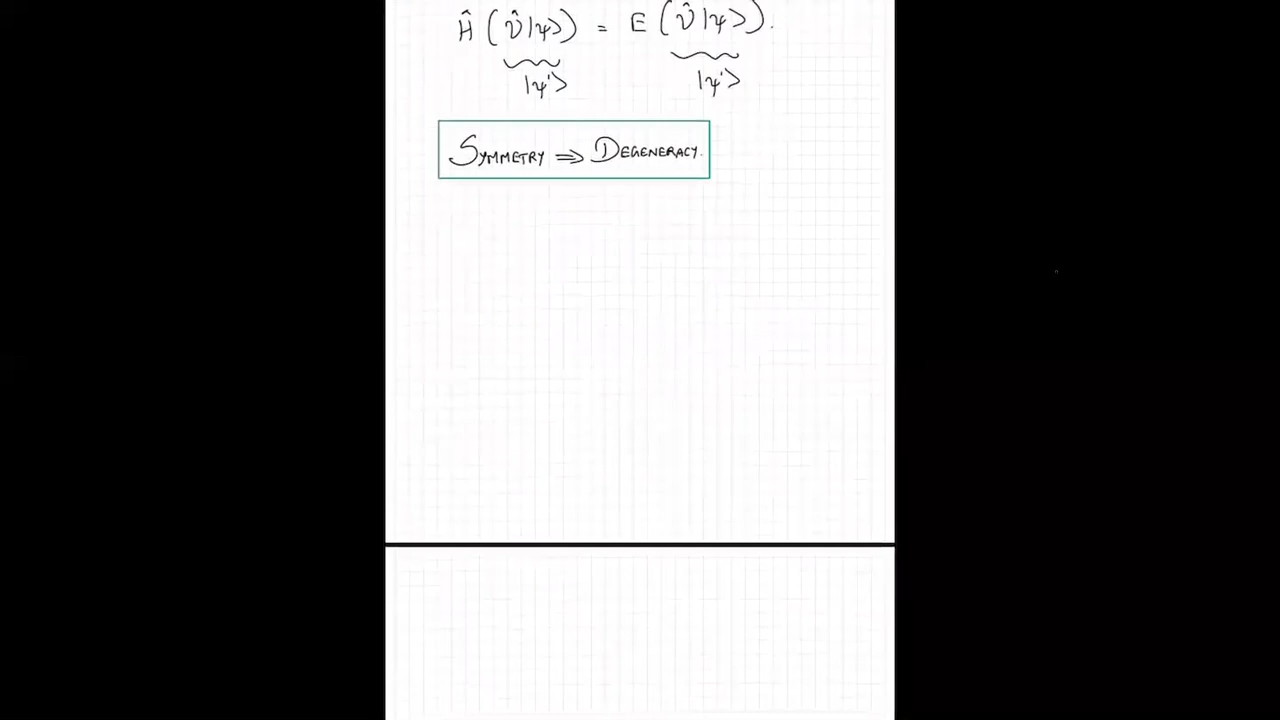 Ĥ (Û|ψ⟩) = E (Û|ψ⟩).
|ψ'⟩ |ψ'⟩
SYMMETRY ⇒ DEGENERACY.